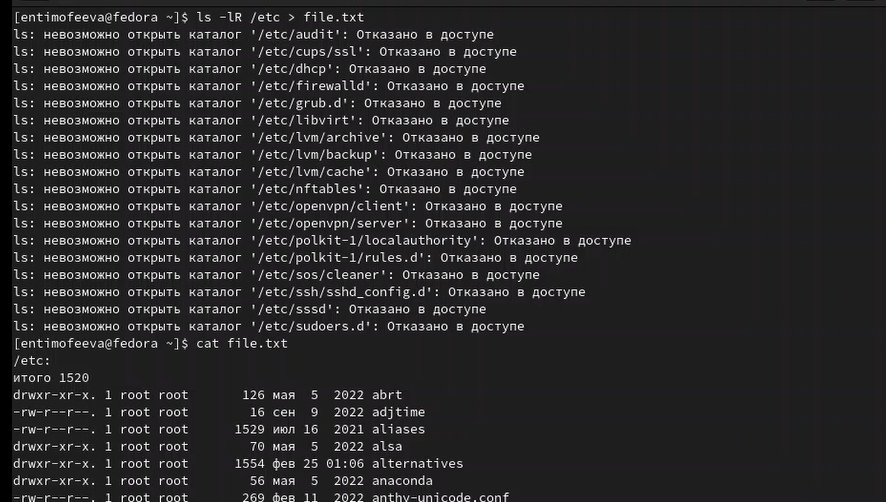 [entimofeeva@fedora ~]$ ls -lR /etc > file.txt
ls: невозможно открыть каталог '/etc/audit': Отказано в доступе
ls: невозможно открыть каталог '/etc/cups/ssl': Отказано в доступе
ls: невозможно открыть каталог '/etc/dhcp': Отказано в доступе
ls: невозможно открыть каталог '/etc/firewalld': Отказано в доступе
ls: невозможно открыть каталог '/etc/grub.d': Отказано в доступе
ls: невозможно открыть каталог '/etc/libvirt': Отказано в доступе
ls: невозможно открыть каталог '/etc/lvm/archive': Отказано в доступе
ls: невозможно открыть каталог '/etc/lvm/backup': Отказано в доступе
ls: невозможно открыть каталог '/etc/lvm/cache': Отказано в доступе
ls: невозможно открыть каталог '/etc/nftables': Отказано в доступе
ls: невозможно открыть каталог '/etc/openvpn/client': Отказано в доступе
ls: невозможно открыть каталог '/etc/openvpn/server': Отказано в доступе
ls: невозможно открыть каталог '/etc/polkit-1/localauthority': Отказано в доступе
ls: невозможно открыть каталог '/etc/polkit-1/rules.d': Отказано в доступе
ls: невозможно открыть каталог '/etc/sos/cleaner': Отказано в доступе
ls: невозможно открыть каталог '/etc/ssh/sshd_config.d': Отказано в доступе
ls: невозможно открыть каталог '/etc/sssd': Отказано в доступе
ls: невозможно открыть каталог '/etc/sudoers.d': Отказано в доступе
[entimofeeva@fedora ~]$ cat file.txt
/etc:
итого 1520
drwxr-xr-x. 1 root root       126 мая  5  2022 abrt
-rw-r--r--. 1 root root        16 сен  9  2022 adjtime
-rw-r--r--. 1 root root      1529 июл 16  2021 aliases
drwxr-xr-x. 1 root root        70 мая  5  2022 alsa
drwxr-xr-x. 1 root root      1554 фев 25 01:06 alternatives
drwxr-xr-x. 1 root root        56 мая  5  2022 anaconda
-rw-r--r--. 1 root root       269 фев 11  2022 anthy-unicode.conf